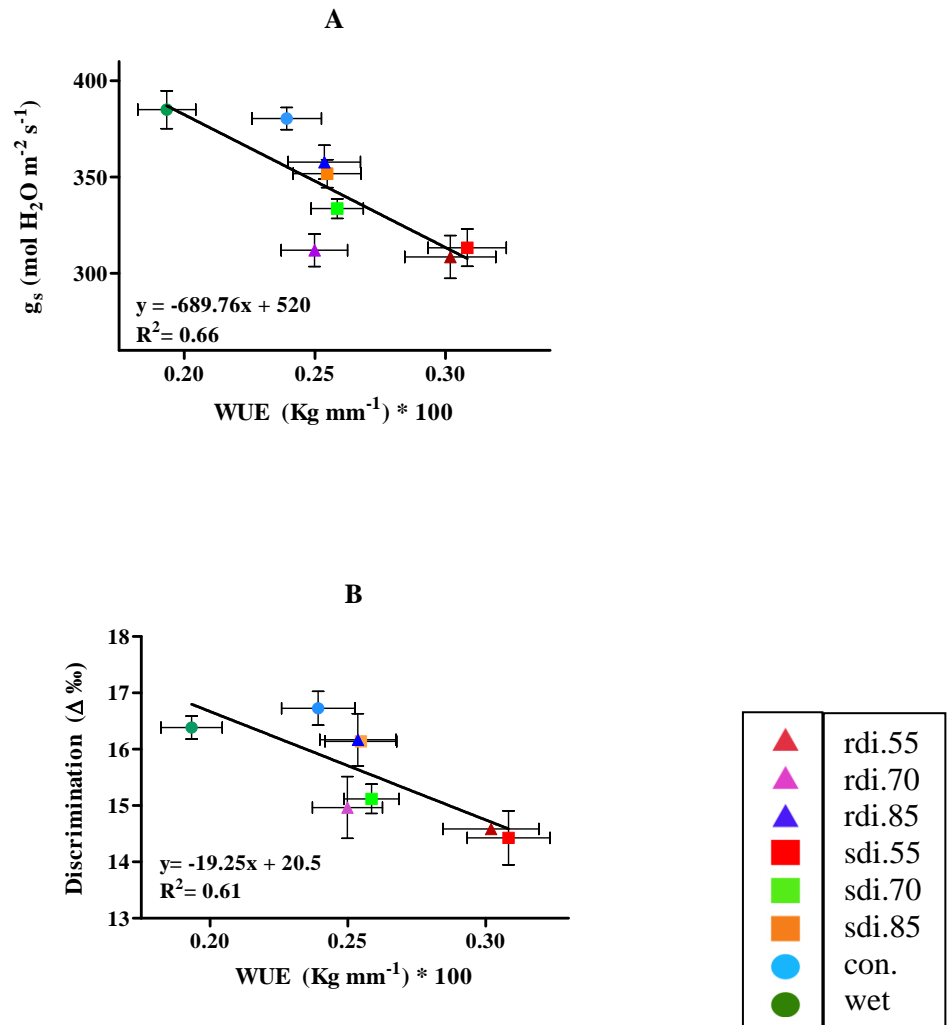 A
400
350
300
g_s (mol H₂O m⁻² s⁻¹)
y = -689.76x + 520
R²= 0.66
0.20 0.25 0.30
WUE (Kg mm⁻¹) * 100
B
18
17
16
15
14
13
Discrimination (Δ ‰)
y= -19.25x + 20.5
R²= 0.61
0.20 0.25 0.30
WUE (Kg mm⁻¹) * 100
rdi.55
rdi.70
rdi.85
sdi.55
sdi.70
sdi.85
con.
wet